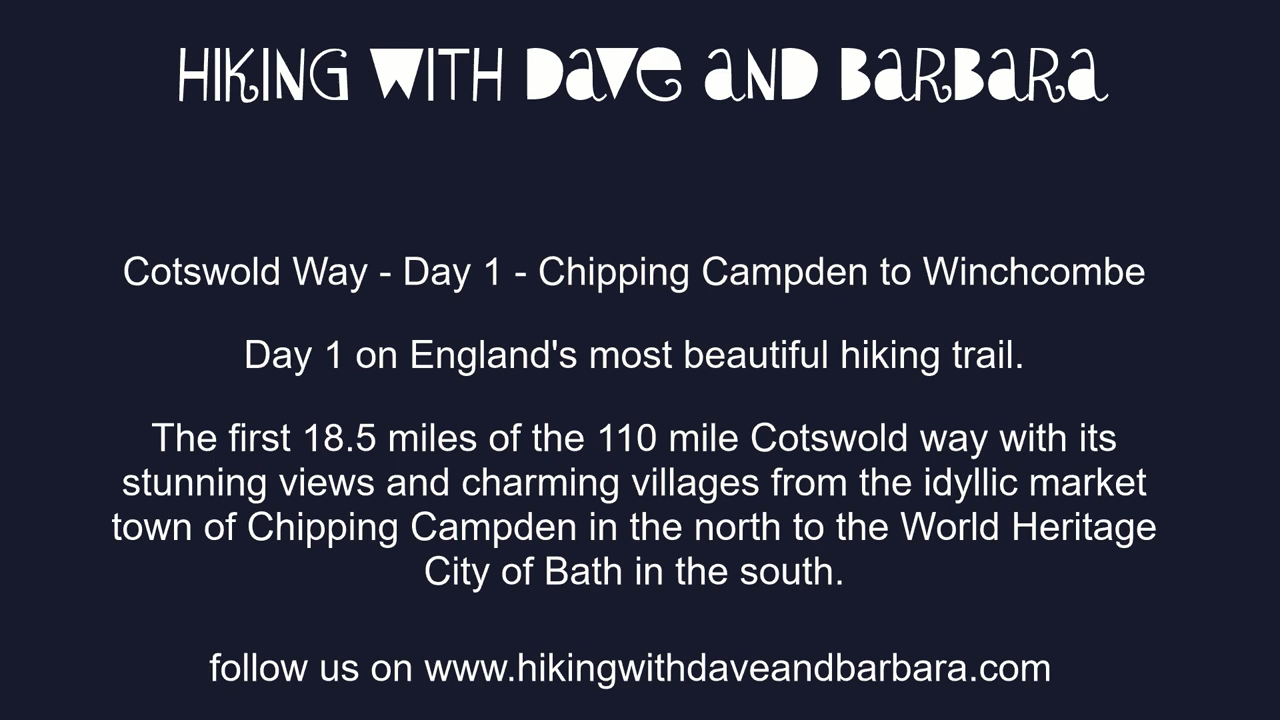 HIKING WITH DaVe aND BaRBaRa
Cotswold Way - Day 1 - Chipping Campden to Winchcombe
Day 1 on England's most beautiful hiking trail.
The first 18.5 miles of the 110 mile Cotswold way with its
stunning views and charming villages from the idyllic market
town of Chipping Campden in the north to the World Heritage
City of Bath in the south.
follow us on www.hikingwithdaveandbarbara.com